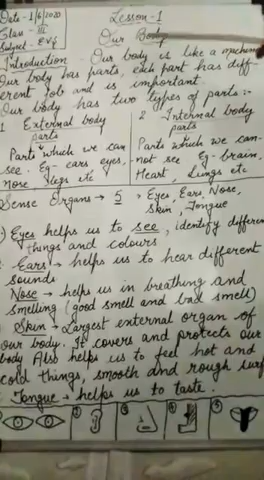 Date - 1/6/2020
Class - III
Subject - EVS
Lesson - 1
Our Body
Introduction - Our body is like a machine
Our body has parts, each part has diff-
erent job and is important.
Our body has two types of parts :-
1 External body parts
Parts which we can
see. Eg - ears eyes,
Nose, legs etc
2 Internal body parts
Parts which we can-
not see Eg - brain,
Heart, Lungs etc
Sense Organs → 5 : Eyes, Ears, Nose,
Skin, Tongue
Eyes helps us to see, identify different
things and colours
Ears → helps us to hear different
sounds
Nose → helps us in breathing and
smelling (good smell and bad smell)
Skin → Largest external organ of
our body. It covers and protects our
body Also helps us to feel hot and
cold things, smooth and rough surf
Tongue → helps us to taste.